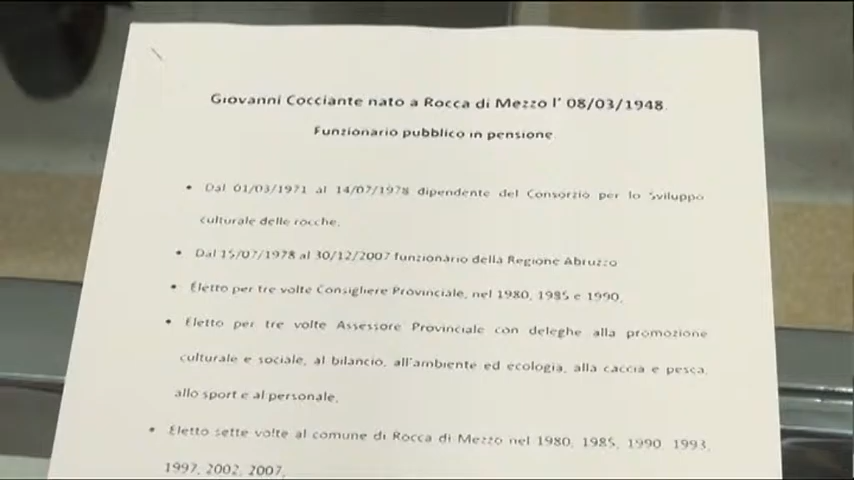 Giovanni Cocciante nato a Rocca di Mezzo l' 08/03/1948.
Funzionario pubblico in pensione.
• Dal 01/03/1971 al 14/07/1978 dipendente del Consorzio per lo Sviluppo
culturale delle rocche.
• Dal 15/07/1978 al 30/12/2007 funzionario della Regione Abruzzo
• Eletto per tre volte Consigliere Provinciale, nel 1980, 1985 e 1990.
• Eletto per tre volte Assessore Provinciale con deleghe alla promozione
culturale e sociale, al bilancio, all'ambiente ed ecologia, alla caccia e pesca,
allo sport e al personale.
• Eletto sette volte al comune di Rocca di Mezzo nel 1980, 1985, 1990, 1993,
1997, 2002, 2007.